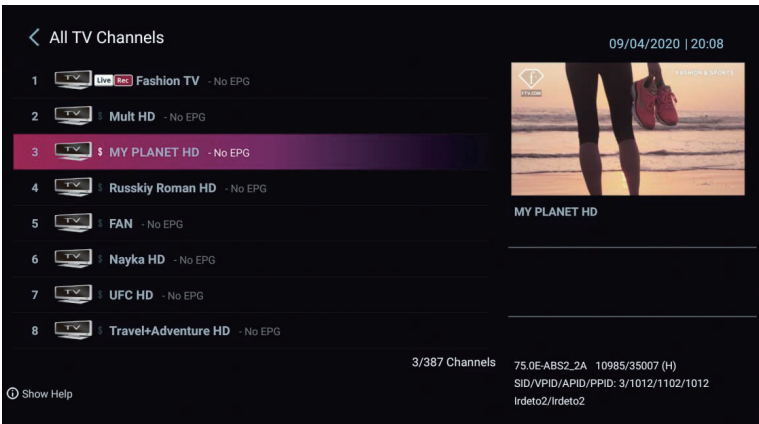 All TV Channels
09/04/2020 | 20:08
1 TV Live Rec Fashion TV - No EPG
2 TV $ Mult HD - No EPG
3 TV $ MY PLANET HD - No EPG
4 TV $ Russkiy Roman HD - No EPG
5 TV $ FAN - No EPG
6 TV $ Nayka HD - No EPG
7 TV $ UFC HD - No EPG
8 TV $ Travel+Adventure HD - No EPG
3/387 Channels
Show Help
F
FTV.COM
FASHION & SPORTS
MY PLANET HD
75.0E-ABS2_2A 10985/35007 (H)
SID/VPID/APID/PPID: 3/1012/1102/1012
Irdeto2/Irdeto2